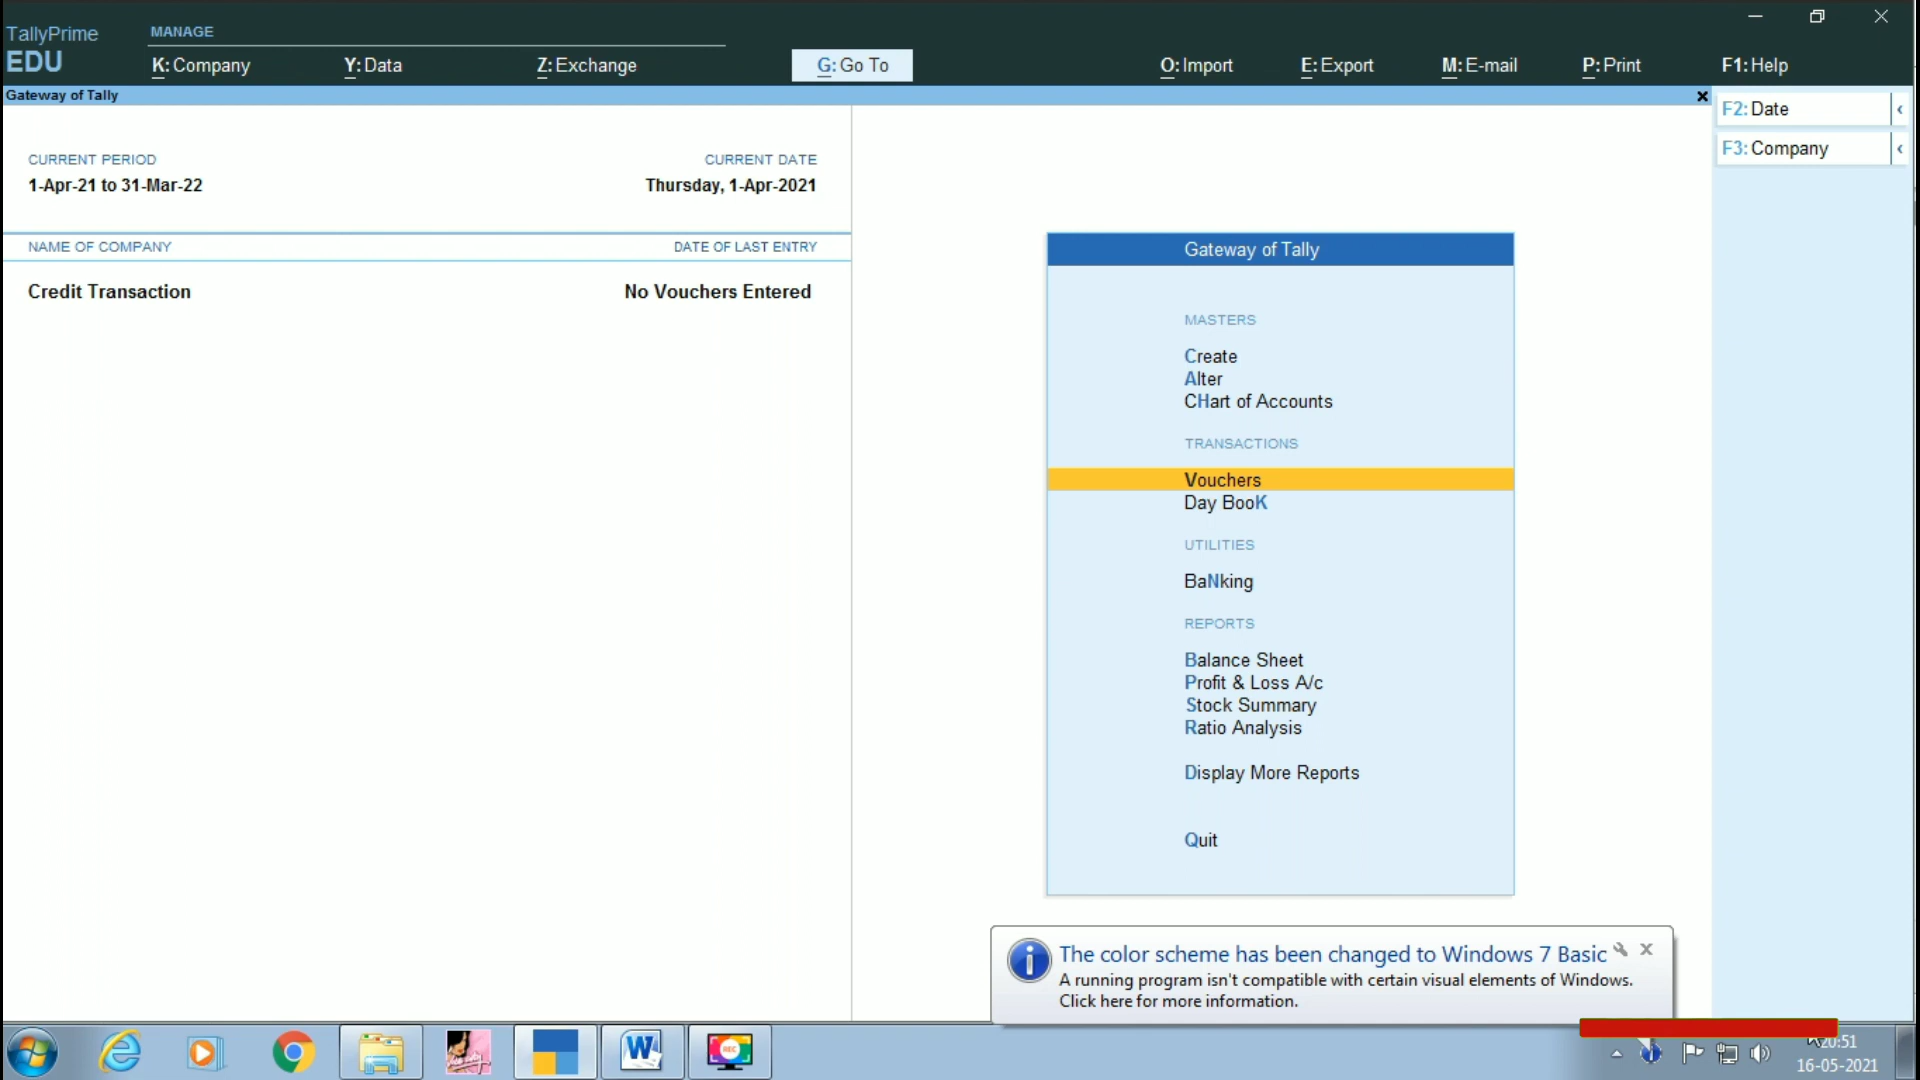 TallyPrime
EDU
MANAGE
K: Company
Y: Data
Z: Exchange
G: Go To
O: Import
E: Export
M: E-mail
P: Print
F1: Help
Gateway of Tally
F2: Date
F3: Company
CURRENT PERIOD
CURRENT DATE
1-Apr-21 to 31-Mar-22
Thursday, 1-Apr-2021
NAME OF COMPANY
DATE OF LAST ENTRY
Credit Transaction
No Vouchers Entered
Gateway of Tally
MASTERS
Create
Alter
CHart of Accounts
TRANSACTIONS
Vouchers
Day BooK
UTILITIES
BaNking
REPORTS
Balance Sheet
Profit & Loss A/c
Stock Summary
Ratio Analysis
Display More Reports
Quit
The color scheme has been changed to Windows 7 Basic
A running program isn't compatible with certain visual elements of Windows.
Click here for more information.
REC
20:51
16-05-2021